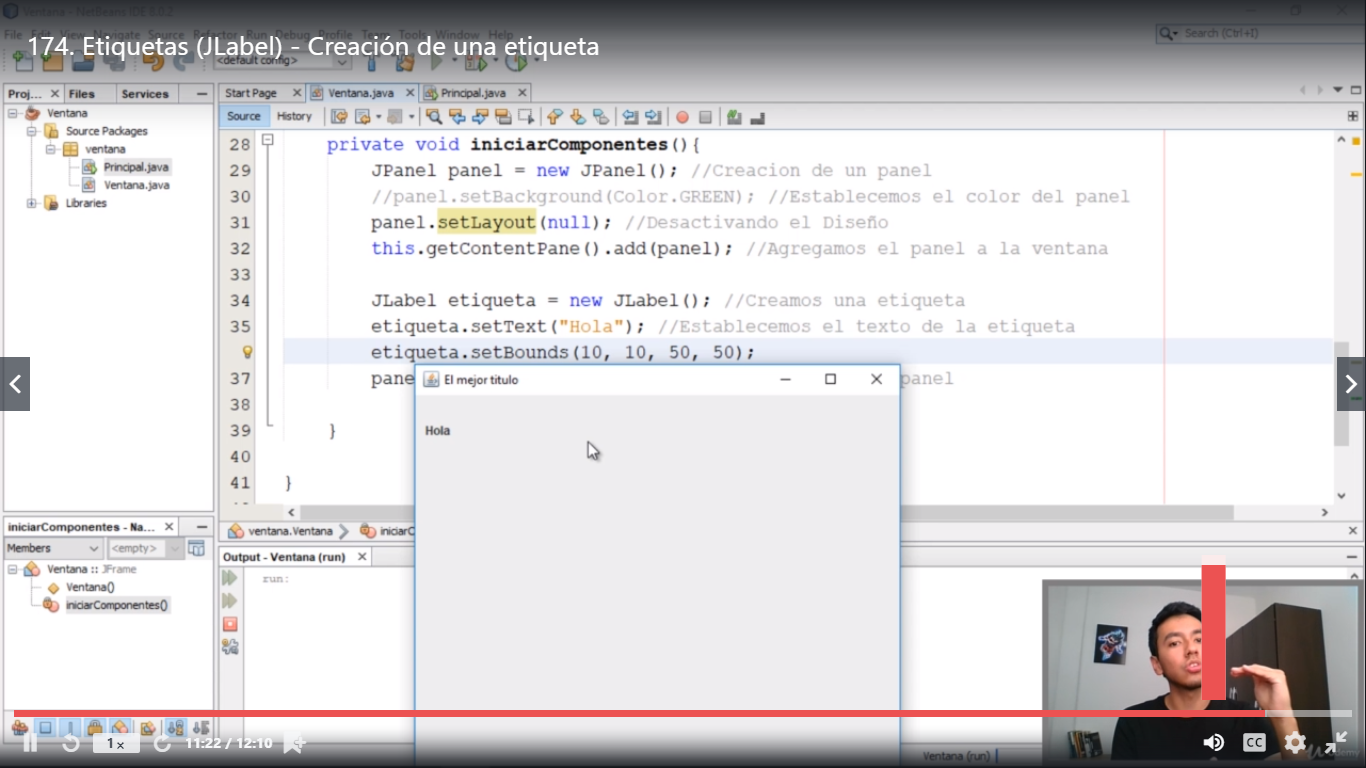 Ventana - NetBeans IDE 8.0.2
File Edit View Navigate Source Refactor Run Debug Profile Team Tools Window Help
174. Etiquetas (JLabel) - Creación de una etiqueta
Search (Ctrl+I)
<default config>
Proj... Files Services
Start Page Ventana.java Principal.java
Source History
Ventana
Source Packages
ventana
Principal.java
Ventana.java
Libraries
28 private void iniciarComponentes(){
29 JPanel panel = new JPanel(); //Creacion de un panel
30 //panel.setBackground(Color.GREEN); //Establecemos el color del panel
31 panel.setLayout(null); //Desactivando el Diseño
32 this.getContentPane().add(panel); //Agregamos el panel a la ventana
33
34 JLabel etiqueta = new JLabel(); //Creamos una etiqueta
35 etiqueta.setText("Hola"); //Establecemos el texto de la etiqueta
etiqueta.setBounds(10, 10, 50, 50);
37 pane panel
38
39 }
40
41 }
El mejor titulo
Hola
iniciarComponentes - Na...
Members <empty>
Ventana :: JFrame
Ventana()
iniciarComponentes()
ventana.Ventana iniciarC
Output - Ventana (run)
run:
1x 11:22 / 12:10
CC
Ventana (run)